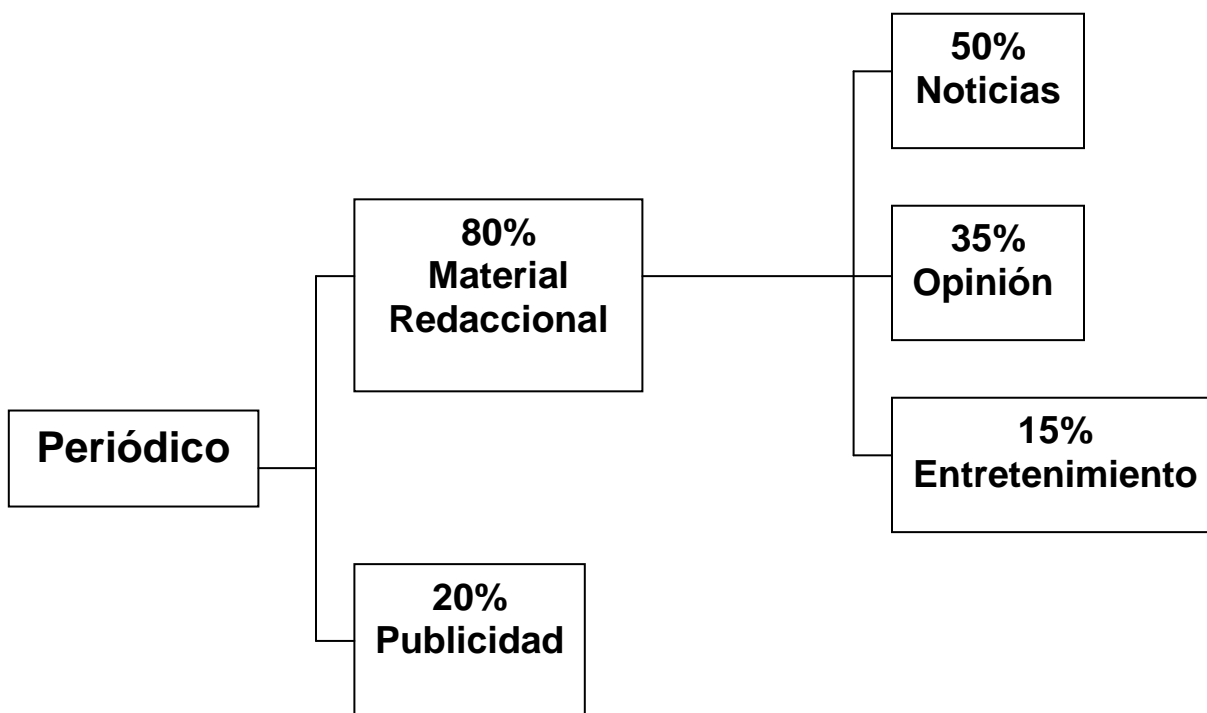 50%
Noticias
80%
Material
Redaccional
35%
Opinión
Periódico
15%
Entretenimiento
20%
Publicidad